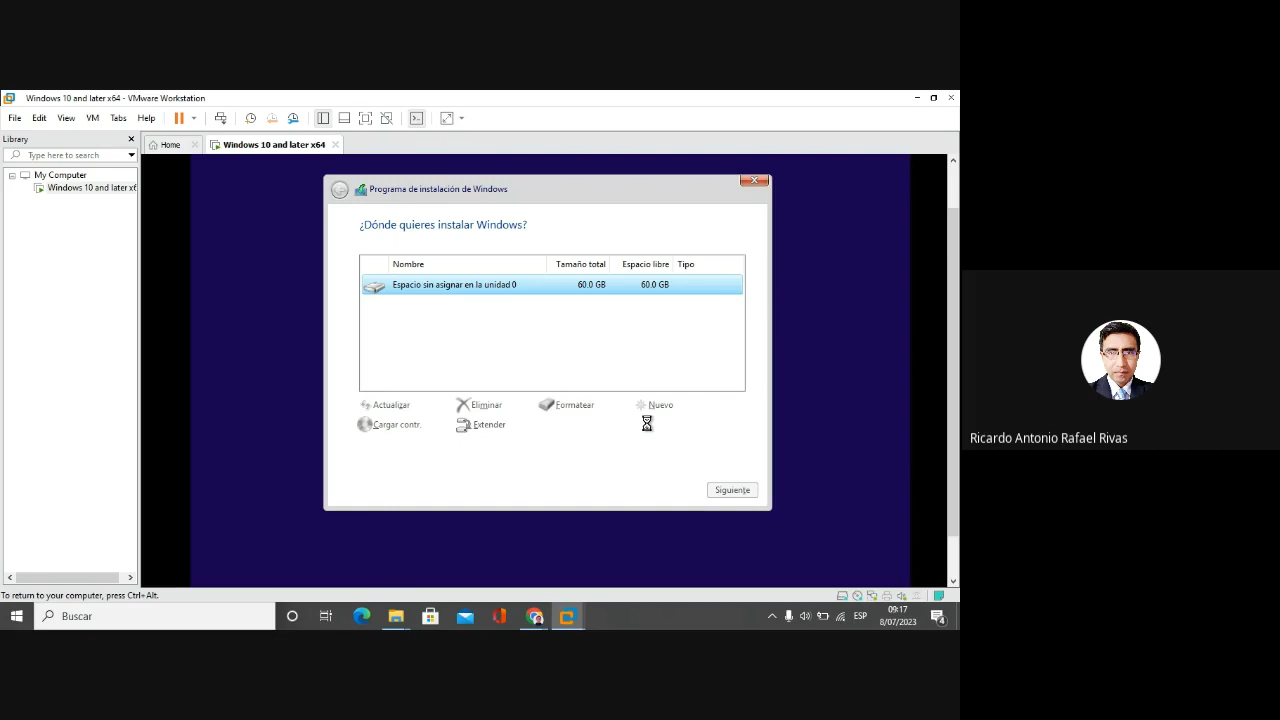 Windows 10 and later x64 - VMware Workstation
File Edit View VM Tabs Help
Library
Type here to search
My Computer
Windows 10 and later x6
Home
Windows 10 and later x64
Programa de instalación de Windows
¿Dónde quieres instalar Windows?
Nombre Tamaño total Espacio libre Tipo
Espacio sin asignar en la unidad 0 60.0 GB 60.0 GB
Actualizar Eliminar Formatear Nuevo
Cargar contr. Extender
Siguiente
To return to your computer, press Ctrl+Alt.
Buscar
ESP
09:17
8/07/2023
4
Ricardo Antonio Rafael Rivas